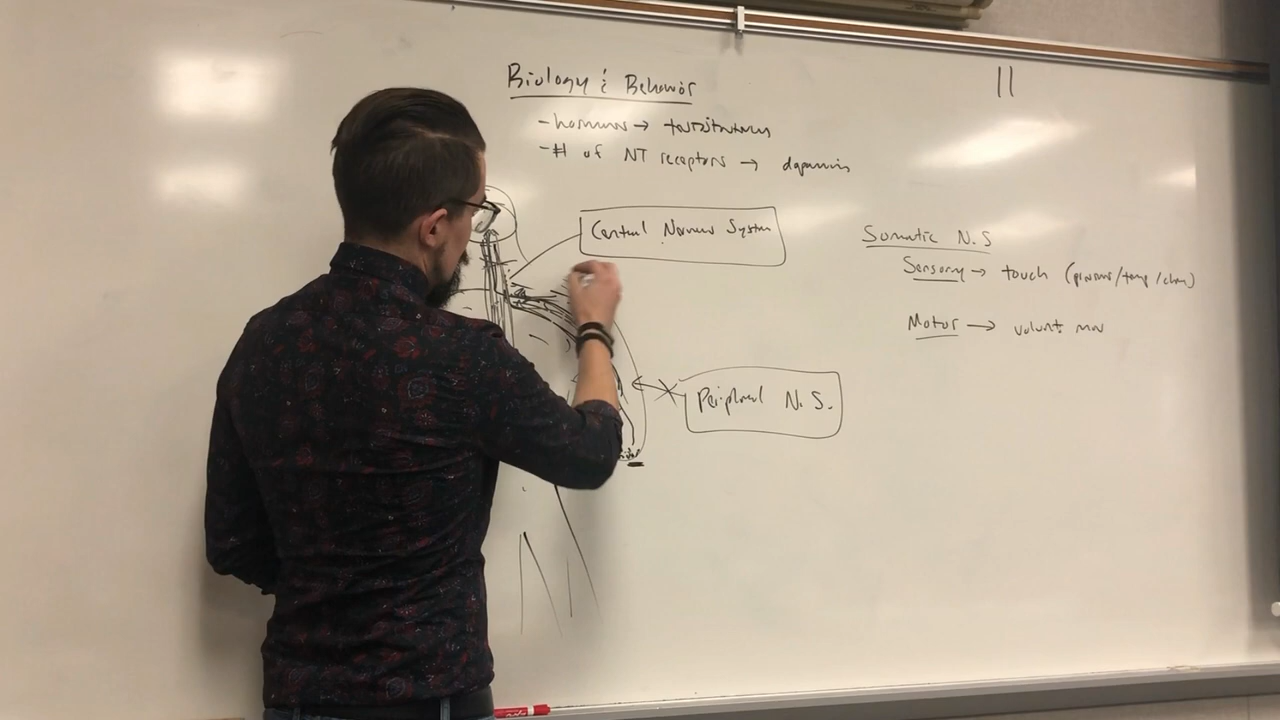 Biology & Behavior
- hormones → testosterone
- # of NT receptors → dopamine
11
Central Nervous System
Somatic N.S
Sensory → touch (pressure/temp/chem)
Motor → volunt. mov
Peripheral N.S.